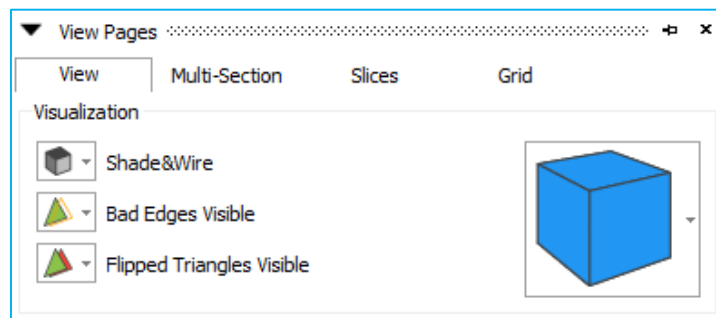 View Pages
View Multi-Section Slices Grid
Visualization
Shade&Wire
Bad Edges Visible
Flipped Triangles Visible